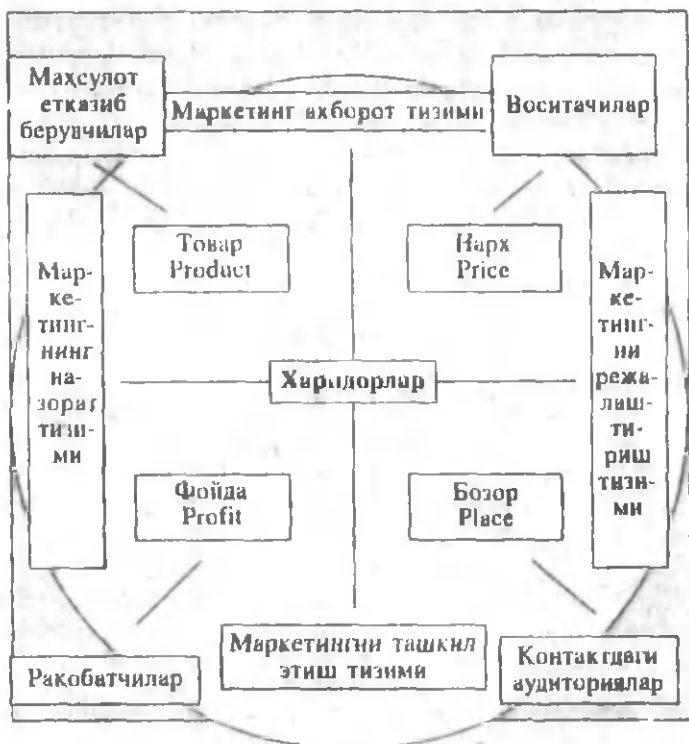 Маҳсулот
етказиб
берувчилар
Маркетинг ахборот тизими
Воситачилар
Товар
Product
Нарх
Price
Мар-
ке-
тинг-
нинг
на-
зорат
тизи-
ми
Харидорлар
Мар-
ке-
тинг-
ни
режа-
лаш-
ти-
риш
тизи-
ми
Фойда
Profit
Бозор
Place
Рақобатчилар
Маркетингни ташкил
этиш тизими
Контактдаги
аудиториялар